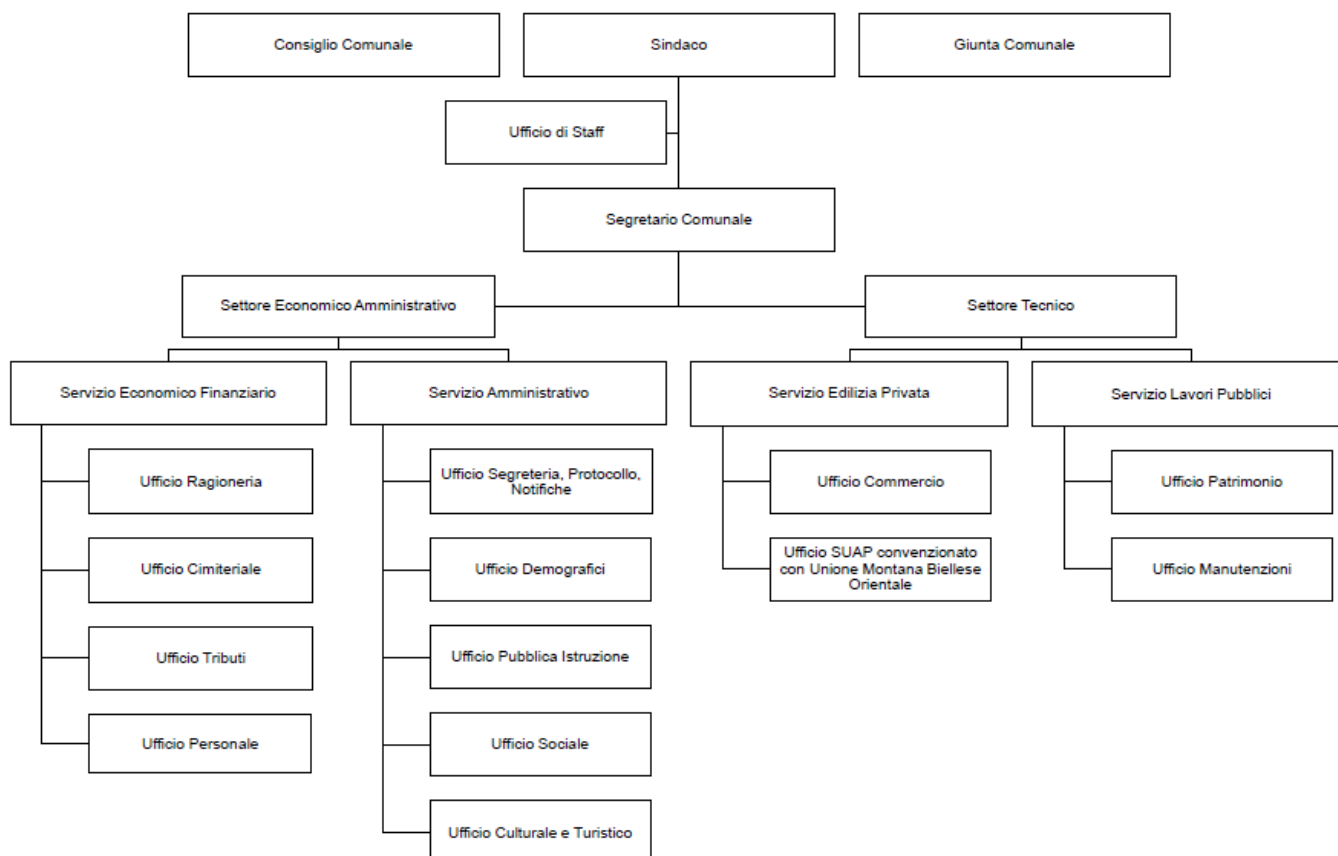 Consiglio Comunale
Sindaco
Giunta Comunale
Ufficio di Staff
Segretario Comunale
Settore Economico Amministrativo
Settore Tecnico
Servizio Economico Finanziario
Servizio Amministrativo
Servizio Edilizia Privata
Servizio Lavori Pubblici
Ufficio Ragioneria
Ufficio Segreteria, Protocollo,
Notifiche
Ufficio Commercio
Ufficio Patrimonio
Ufficio Cimiteriale
Ufficio Demografici
Ufficio SUAP convenzionato
con Unione Montana Biellese
Orientale
Ufficio Manutenzioni
Ufficio Tributi
Ufficio Pubblica Istruzione
Ufficio Personale
Ufficio Sociale
Ufficio Culturale e Turistico